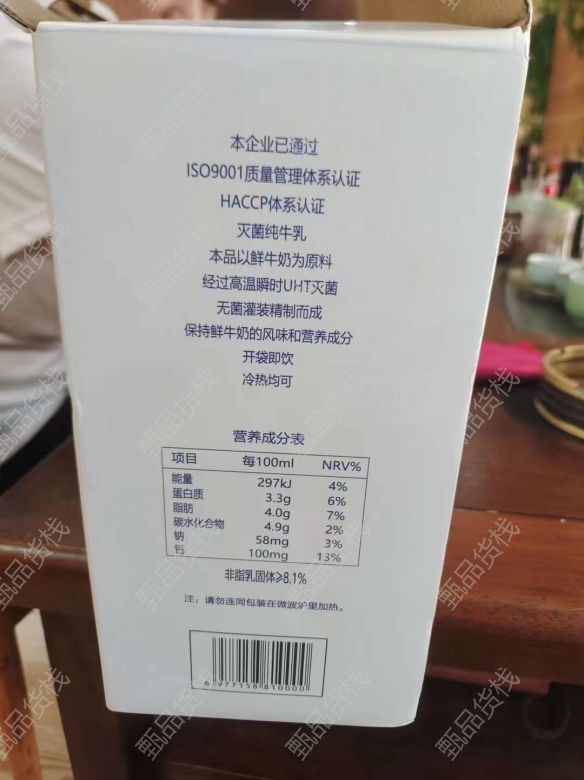 本企业已通过
ISO9001质量管理体系认证
HACCP体系认证
灭菌纯牛乳
本品以鲜牛奶为原料
经过高温瞬时UHT灭菌
无菌灌装精制而成
保持鲜牛奶的风味和营养成分
开袋即饮
冷热均可
营养成分表
项目 每100ml NRV%
能量 297kJ 4%
蛋白质 3.3g 6%
脂肪 4.0g 7%
碳水化合物 4.9g 2%
钠 58mg 3%
钙 100mg 13%
非脂乳固体≥8.1%
注：请勿连同包装在微波炉里加热。
6 977158 810000
甄品货栈